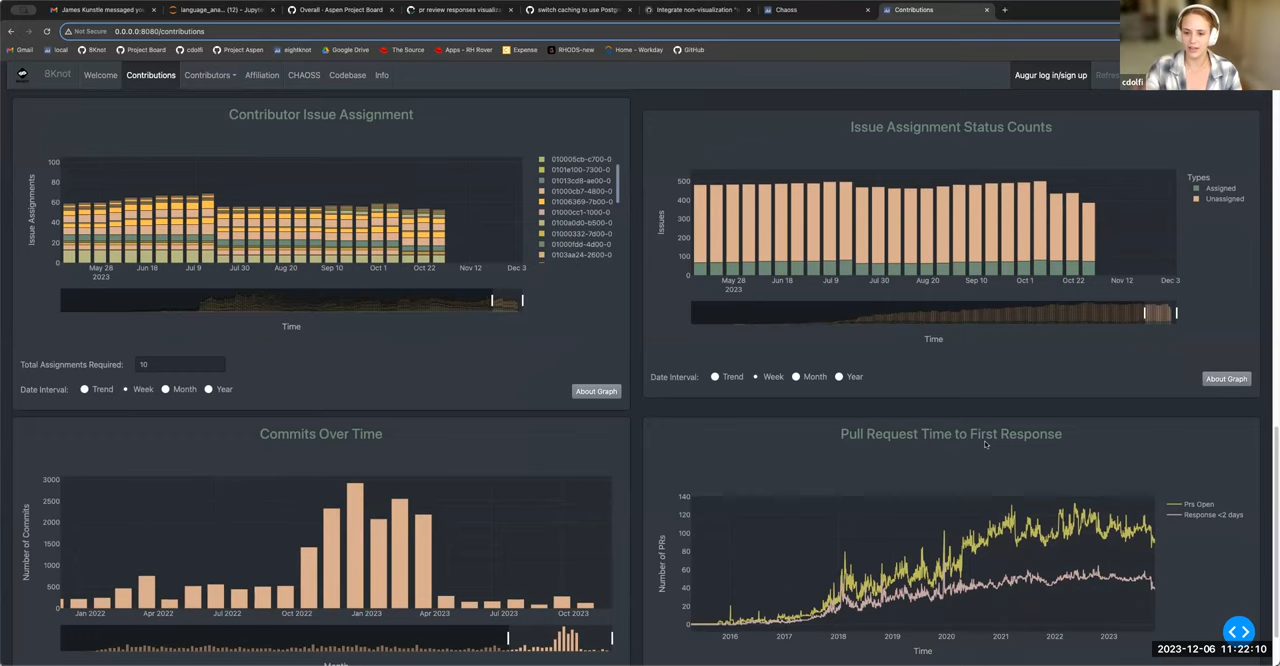 James Kunstle messaged yo
language_ana... (12) - Jupyte
Overall · Aspen Project Board
pr review responses visualiza
switch caching to use Postgr
Integrate non-visualization "
Chaoss
Contributions
Not Secure
0.0.0.0:8080/contributions
Gmail
local
8Knot
Project Board
cdolfi
Project Aspen
eightknot
Google Drive
The Source
Apps - RH Rover
Expense
RHODS-new
Home - Workday
GitHub
8Knot
Welcome
Contributions
Contributors
Affiliation
CHAOSS
Codebase
Info
Augur log in/sign up
Refres
cdolfi
Contributor Issue Assignment
Issue Assignments
100
80
60
40
20
0
May 28
2023
Jun 18
Jul 9
Jul 30
Aug 20
Sep 10
Oct 1
Oct 22
Nov 12
Dec 3
010005cb-c700-0
0101e100-7300-0
01013cd8-ae00-0
01000cb7-4800-0
01006369-7b00-0
01000cc1-1000-0
0100a0d0-b500-0
01000332-7d00-0
01000fdd-4d00-0
0103aa24-2600-0
Time
Total Assignments Required:
10
Date Interval:
Trend
Week
Month
Year
About Graph
Issue Assignment Status Counts
Issues
500
400
300
200
100
0
May 28
2023
Jun 18
Jul 9
Jul 30
Aug 20
Sep 10
Oct 1
Oct 22
Nov 12
Dec 3
Types
Assigned
Unassigned
Time
Date Interval:
Trend
Week
Month
Year
About Graph
Commits Over Time
Number of Commits
3000
2500
2000
1500
1000
500
0
Jan 2022
Apr 2022
Jul 2022
Oct 2022
Jan 2023
Apr 2023
Jul 2023
Oct 2023
Pull Request Time to First Response
Number of PRs
140
120
100
80
60
40
20
0
2016
2017
2018
2019
2020
2021
2022
2023
Prs Open
Response <2 days
Time
2023-12-06 11:22:10